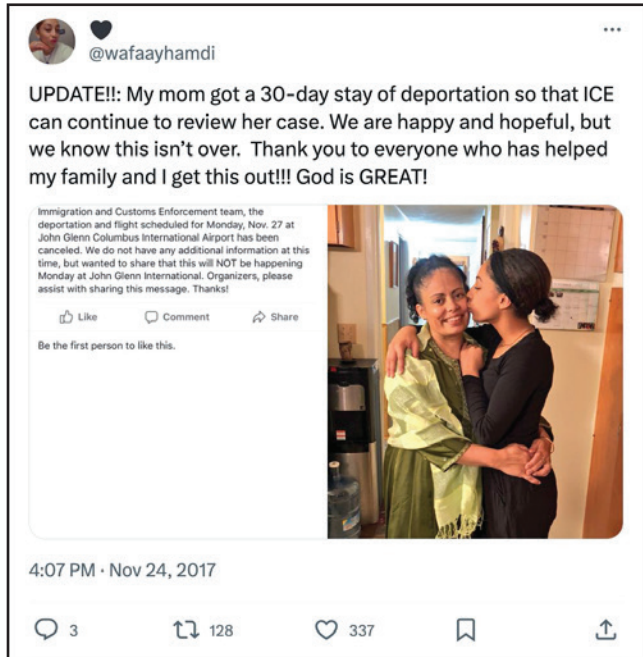 @wafaayhamdi
UPDATE!!: My mom got a 30-day stay of deportation so that ICE
can continue to review her case. We are happy and hopeful, but
we know this isn't over.  Thank you to everyone who has helped
my family and I get this out!!! God is GREAT!
Immigration and Customs Enforcement team, the
deportation and flight scheduled for Monday, Nov. 27 at
John Glenn Columbus International Airport has been
canceled. We do not have any additional information at this
time, but wanted to share that this will NOT be happening
Monday at John Glenn International. Organizers, please
assist with sharing this message. Thanks!
Like Comment Share
Be the first person to like this.
4:07 PM · Nov 24, 2017
3 128 337